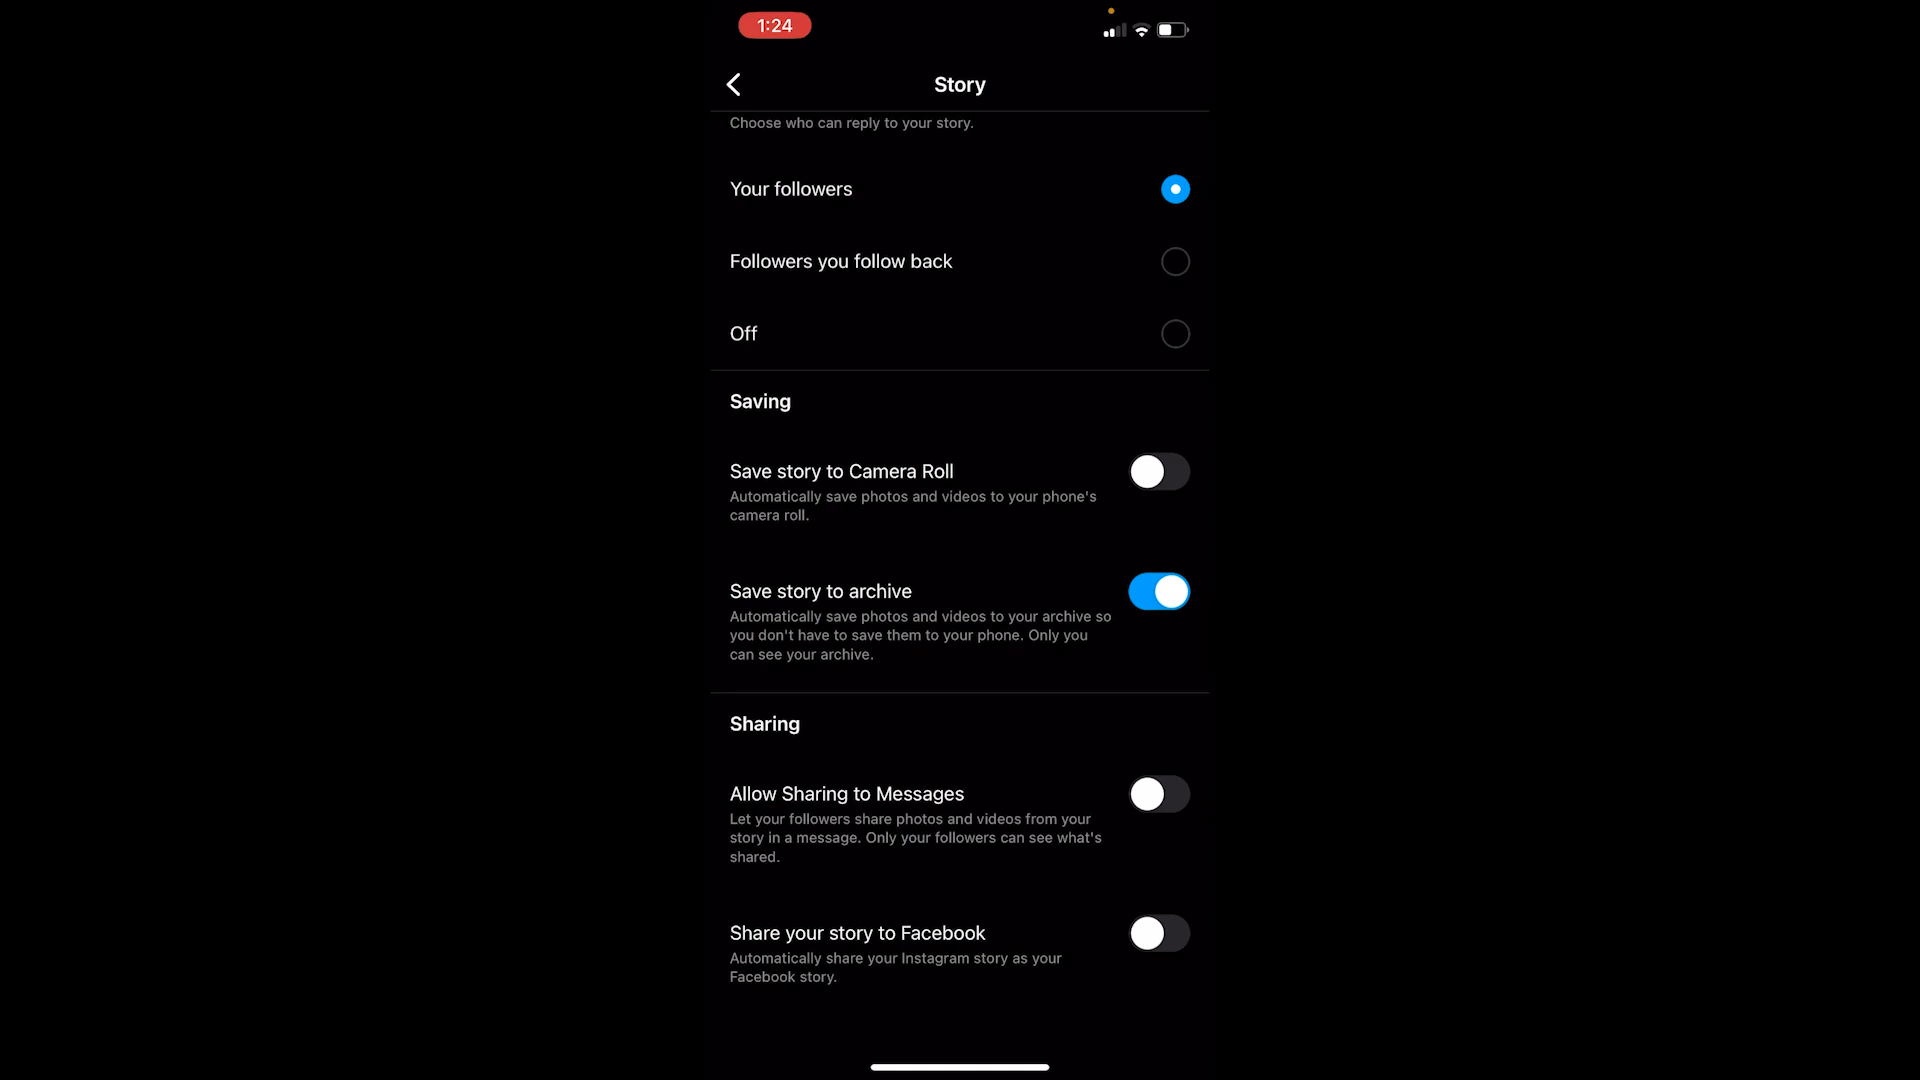 1:24
Story
Choose who can reply to your story.
Your followers
Followers you follow back
Off
Saving
Save story to Camera Roll
Automatically save photos and videos to your phone's
camera roll.
Save story to archive
Automatically save photos and videos to your archive so
you don't have to save them to your phone. Only you
can see your archive.
Sharing
Allow Sharing to Messages
Let your followers share photos and videos from your
story in a message. Only your followers can see what's
shared.
Share your story to Facebook
Automatically share your Instagram story as your
Facebook story.